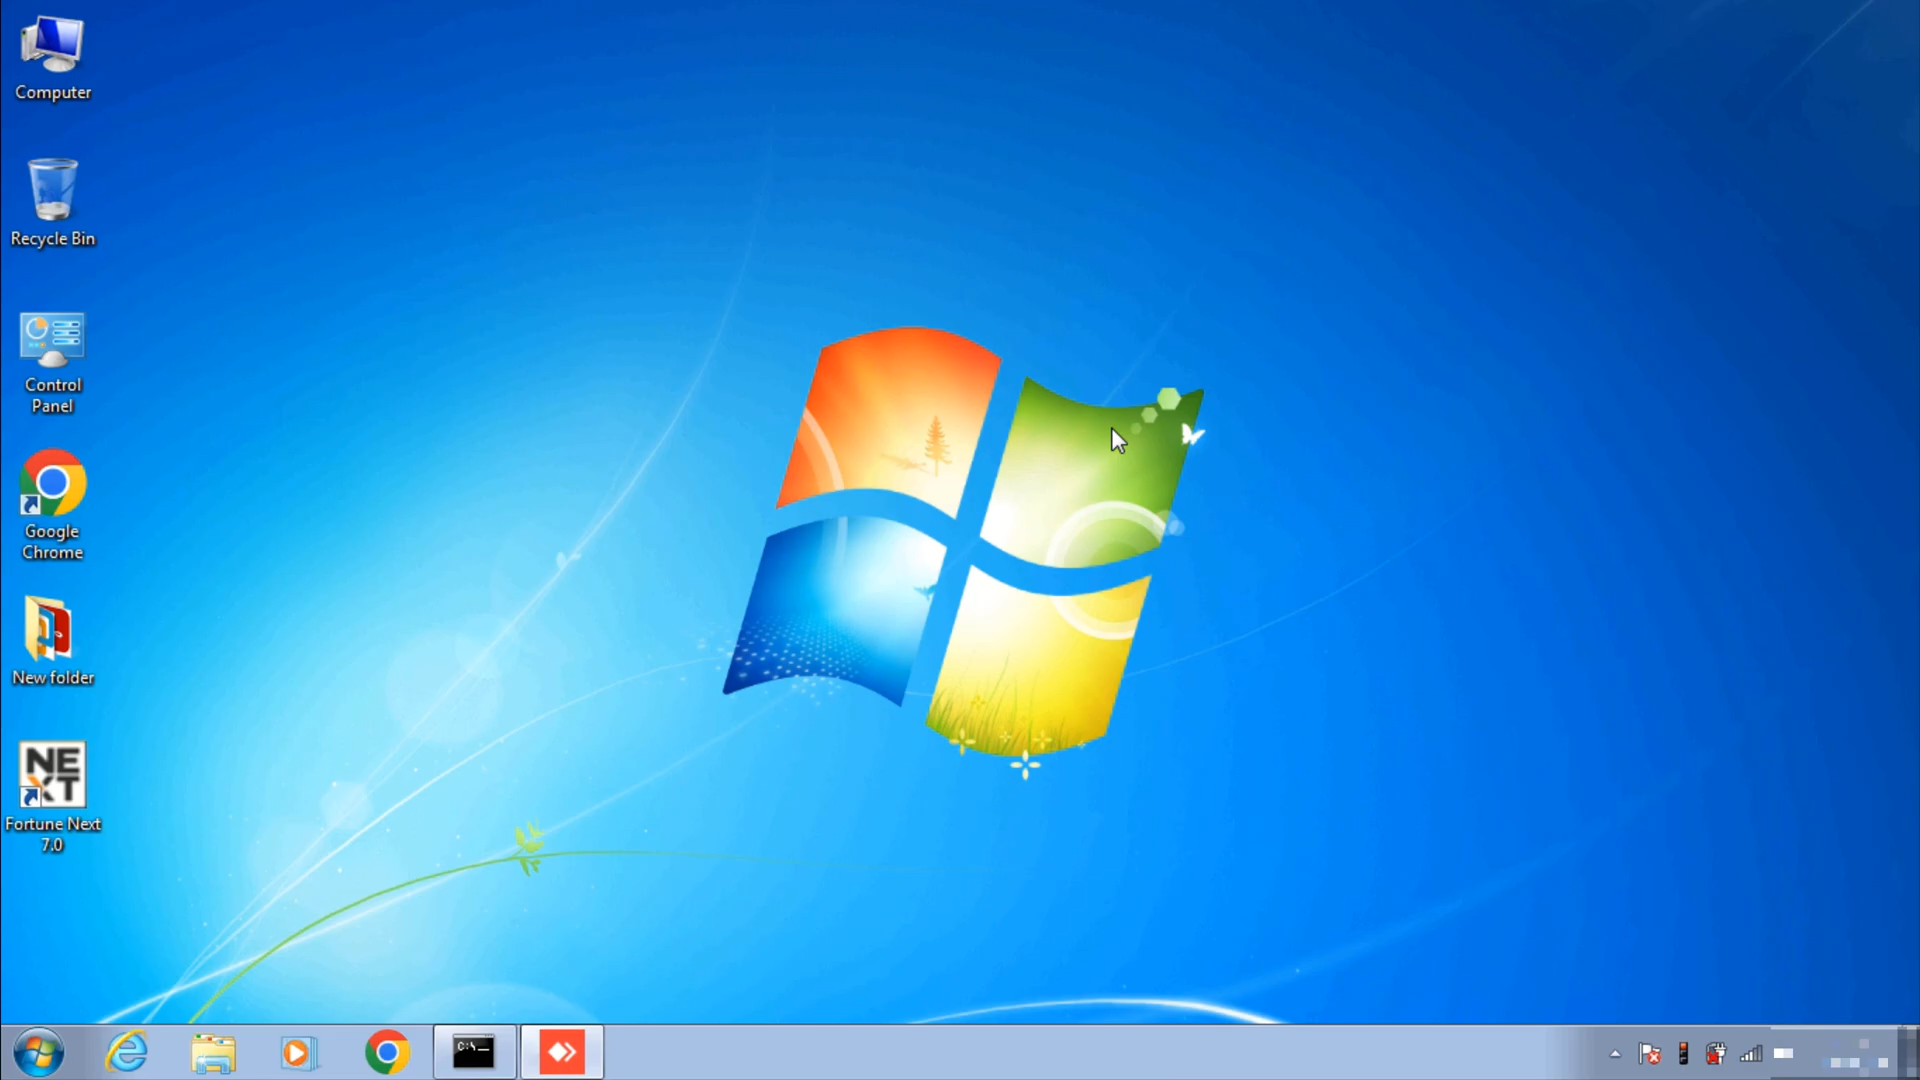 Computer
Recycle Bin
Control
Panel
Google
Chrome
New folder
NE
XT
Fortune Next
7.0
C:\_